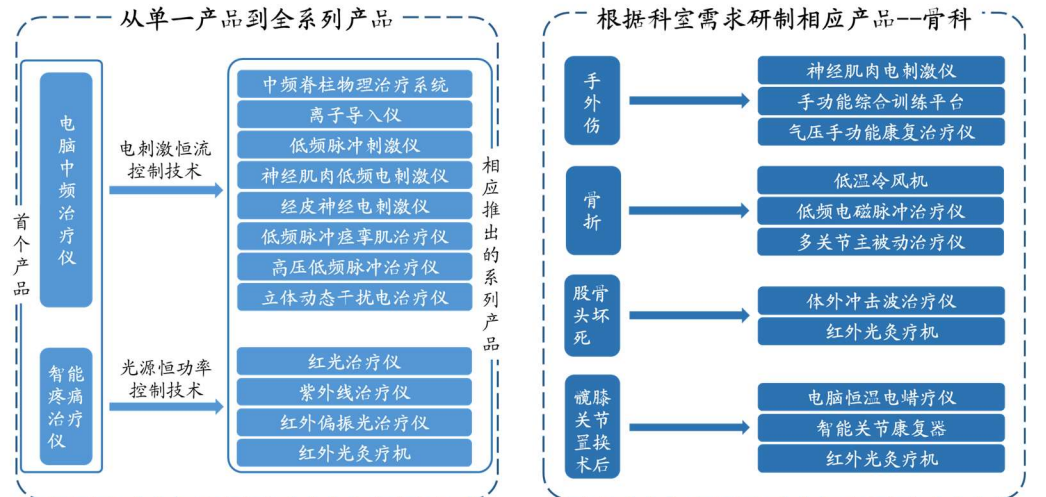 从单一产品到全系列产品
首个产品
电脑中频治疗仪
电刺激恒流
控制技术
中频脊柱物理治疗系统
离子导入仪
低频脉冲刺激仪
神经肌肉低频电刺激仪
经皮神经电刺激仪
低频脉冲痉挛肌治疗仪
高压低频脉冲治疗仪
立体动态干扰电治疗仪
相应推出的系列产品
智能
疼痛
治疗
仪
光源恒功率
控制技术
红光治疗仪
紫外线治疗仪
红外偏振光治疗仪
红外光灸疗机
根据科室需求研制相应产品--骨科
手外伤
神经肌肉电刺激仪
手功能综合训练平台
气压手功能康复治疗仪
骨折
低温冷风机
低频电磁脉冲治疗仪
多关节主被动治疗仪
股骨
头坏
死
体外冲击波治疗仪
红外光灸疗机
髋膝
关节
置换
术后
电脑恒温电蜡疗仪
智能关节康复器
红外光灸疗机